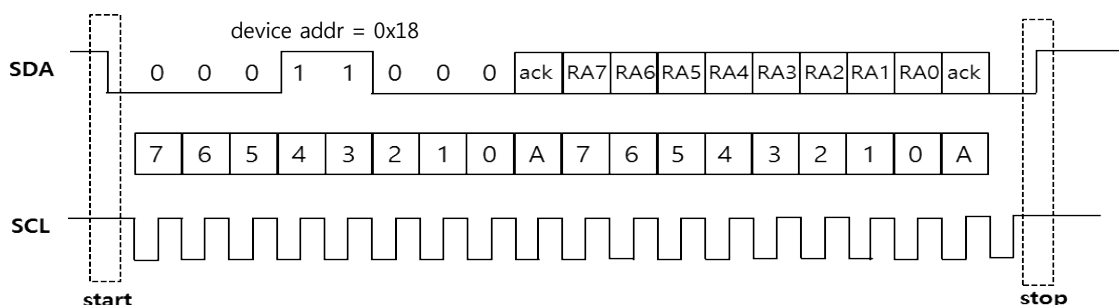 device addr = 0x18
SDA
0 0 0 1 1 0 0 0 ack RA7 RA6 RA5 RA4 RA3 RA2 RA1 RA0 ack
7 6 5 4 3 2 1 0 A 7 6 5 4 3 2 1 0 A
SCL
start stop